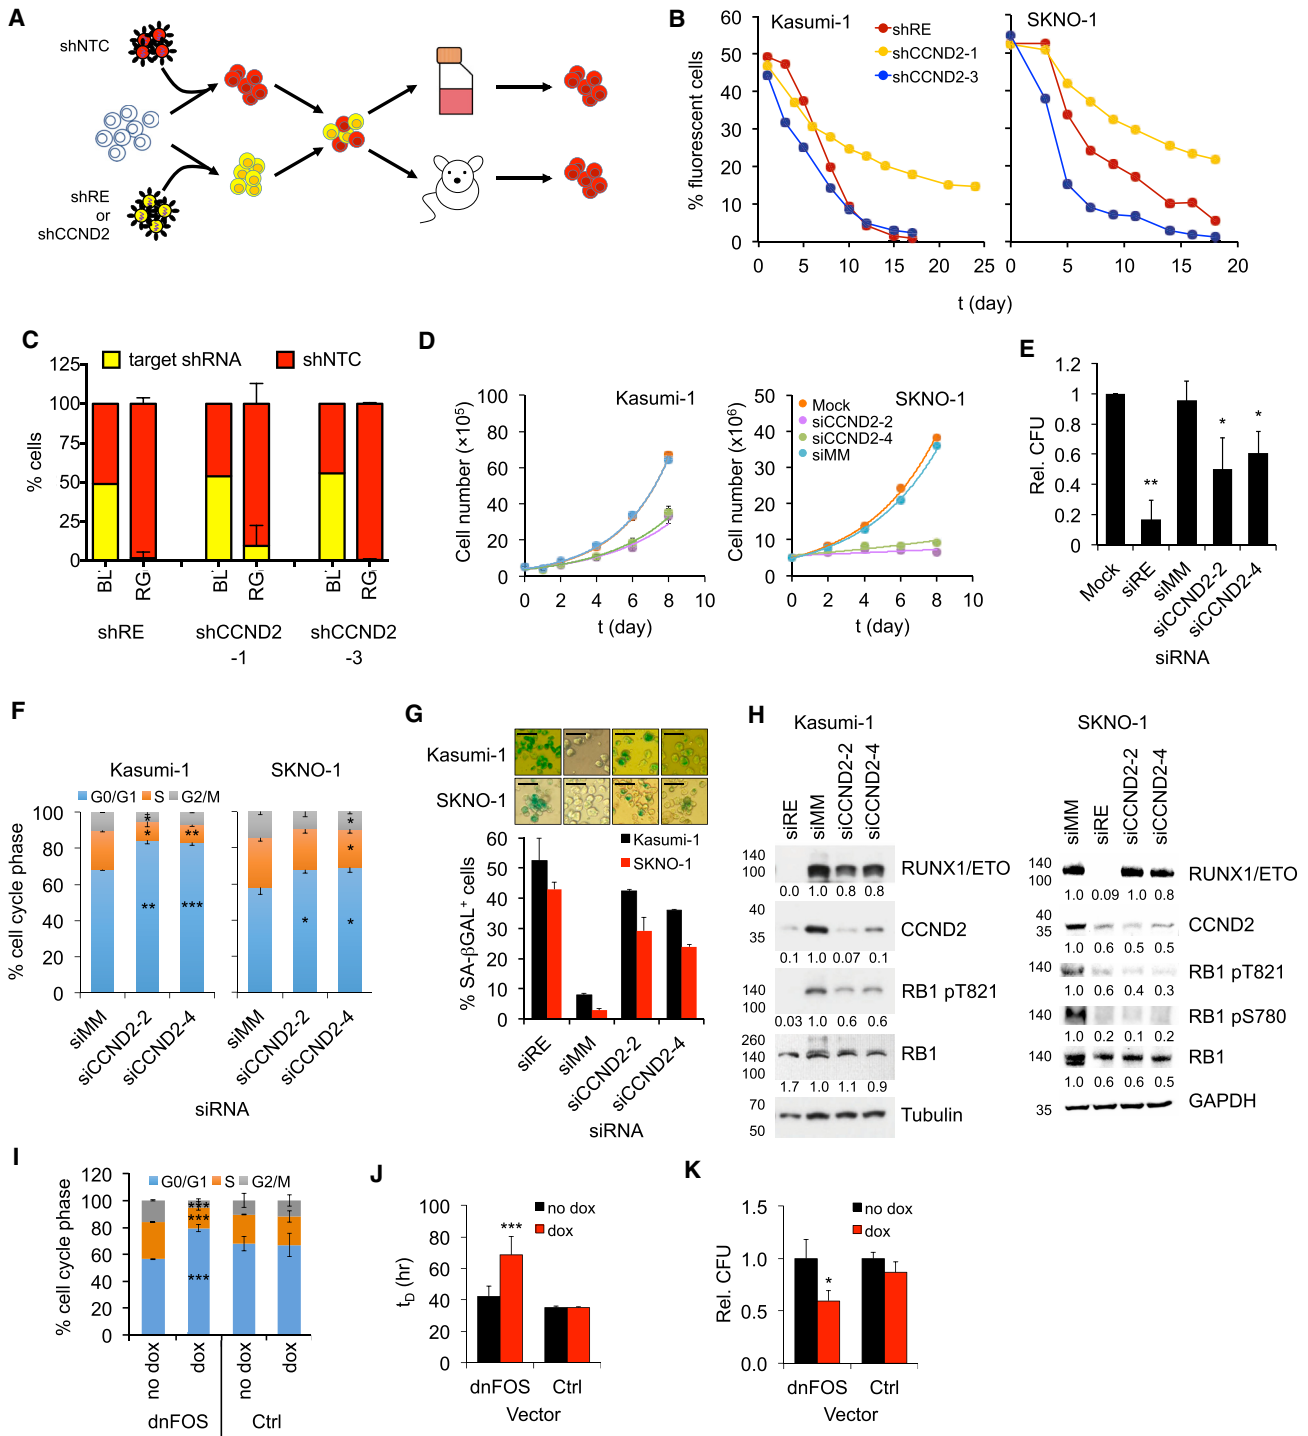 A
shNTC
shRE
or
shCCND2
B
Kasumi-1
SKNO-1
shRE
shCCND2-1
shCCND2-3
% fluorescent cells
60
50
40
30
20
10
0
0 5 10 15 20 25
0 5 10 15 20
t (day)
C
target shRNA
shNTC
% cells
125
100
75
50
25
0
BL RG BL RG BL RG
shRE
shCCND2
-1
shCCND2
-3
D
Kasumi-1
Cell number (×10⁵)
100
80
60
40
20
0
0 2 4 6 8 10
t (day)
SKNO-1
Mock
siCCND2-2
siCCND2-4
siMM
Cell number (x10⁶)
50
40
30
20
10
0
0 2 4 6 8 10
t (day)
E
Rel. CFU
1.2
1
0.8
0.6
0.4
0.2
0
** * *
Mock
siRE
siMM
siCCND2-2
siCCND2-4
siRNA
F
Kasumi-1
SKNO-1
G0/G1 S G2/M
% cell cycle phase
100
80
60
40
20
0
* * ** ** *** * * * *
siMM
siCCND2-2
siCCND2-4
siMM
siCCND2-2
siCCND2-4
siRNA
G
Kasumi-1
SKNO-1
Kasumi-1
SKNO-1
% SA-βGAL⁺ cells
60
50
40
30
20
10
0
siRE
siMM
siCCND2-2
siCCND2-4
siRNA
H
Kasumi-1
siRE
siMM
siCCND2-2
siCCND2-4
140
100
RUNX1/ETO
0.0 1.0 0.8 0.8
40
35
CCND2
0.1 1.0 0.07 0.1
140
100
RB1 pT821
0.03 1.0 0.6 0.6
260
140
100
RB1
1.7 1.0 1.1 0.9
70
50
Tubulin
SKNO-1
siMM
siRE
siCCND2-2
siCCND2-4
140
100
RUNX1/ETO
1.0 0.09 1.0 0.8
40
35
CCND2
1.0 0.6 0.5 0.5
140
RB1 pT821
1.0 0.6 0.4 0.3
140
RB1 pS780
1.0 0.2 0.1 0.2
140
RB1
1.0 0.6 0.6 0.5
35
GAPDH
I
G0/G1 S G2/M
% cell cycle phase
120
100
80
60
40
20
0
***
***
***
no dox
dox
no dox
dox
dnFOS
Ctrl
J
no dox
dox
t_D (hr)
100
80
60
40
20
0
***
dnFOS Ctrl
Vector
K
no dox
dox
Rel. CFU
1.5
1.0
0.5
0.0
*
dnFOS Ctrl
Vector